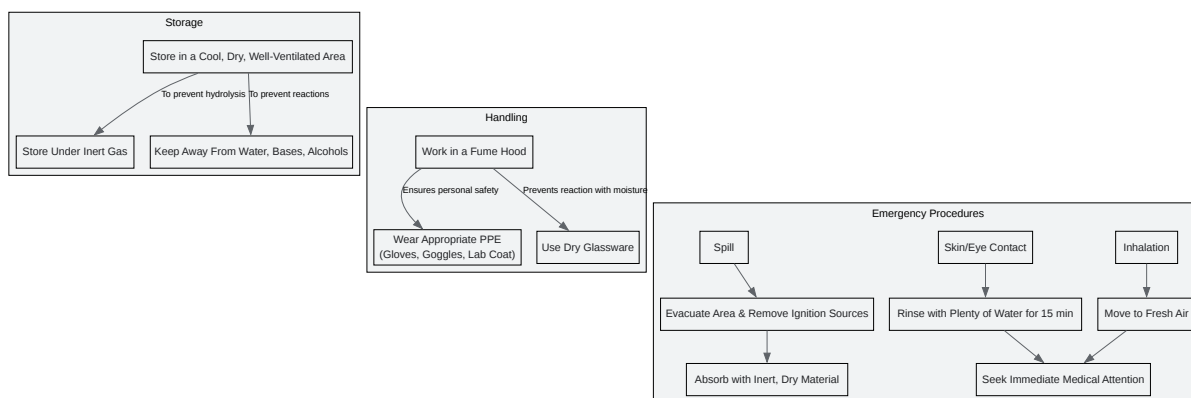 Storage
Store in a Cool, Dry, Well-Ventilated Area
To prevent hydrolysis
To prevent reactions
Store Under Inert Gas
Keep Away From Water, Bases, Alcohols
Handling
Work in a Fume Hood
Ensures personal safety
Prevents reaction with moisture
Wear Appropriate PPE
(Gloves, Goggles, Lab Coat)
Use Dry Glassware
Emergency Procedures
Spill
Skin/Eye Contact
Inhalation
Evacuate Area & Remove Ignition Sources
Rinse with Plenty of Water for 15 min
Move to Fresh Air
Absorb with Inert, Dry Material
Seek Immediate Medical Attention